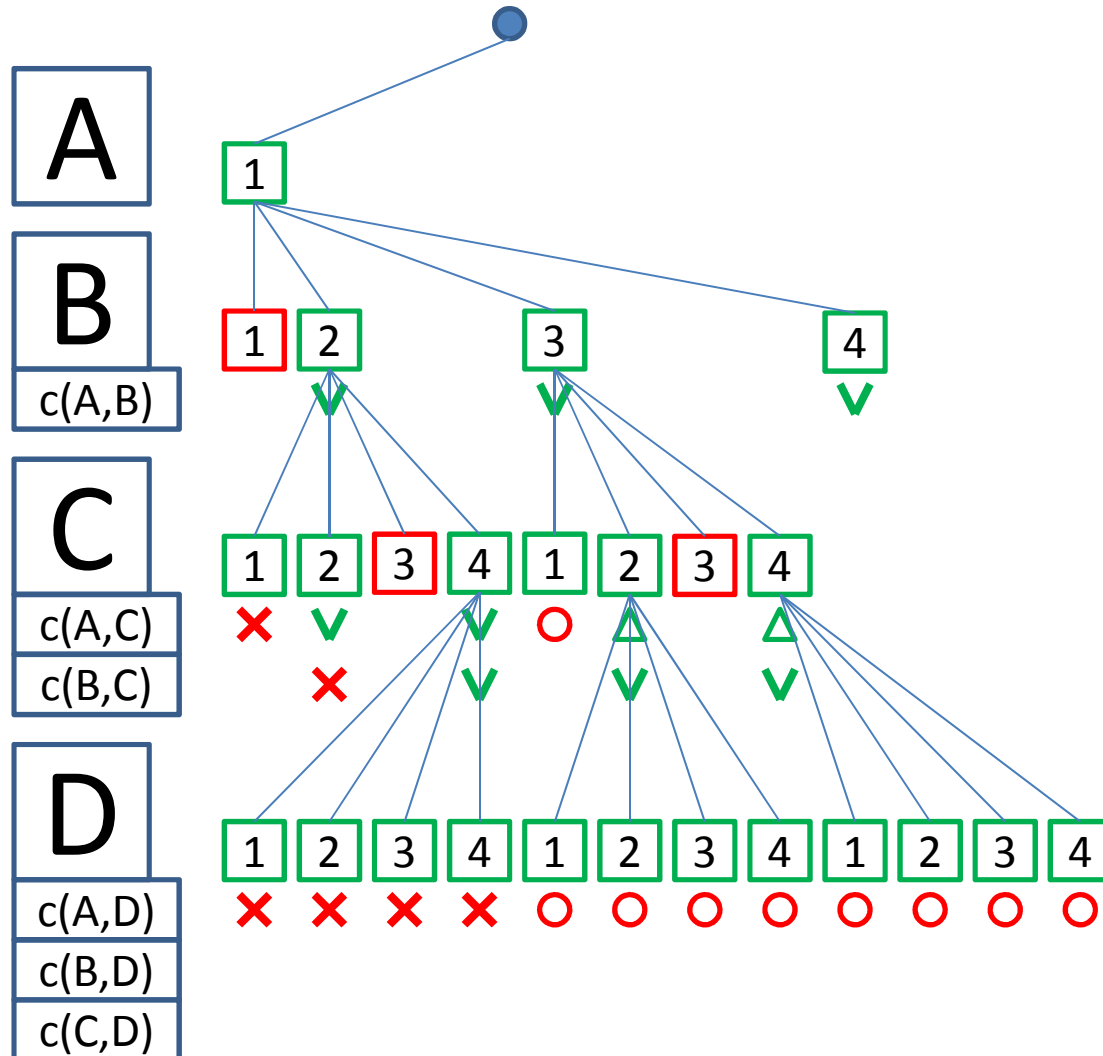 A
1
B
1 2 3 4
c(A,B)
C
1 2 3 4 1 2 3 4
c(A,C)
c(B,C)
D
1 2 3 4 1 2 3 4 1 2 3 4
c(A,D)
c(B,D)
c(C,D)